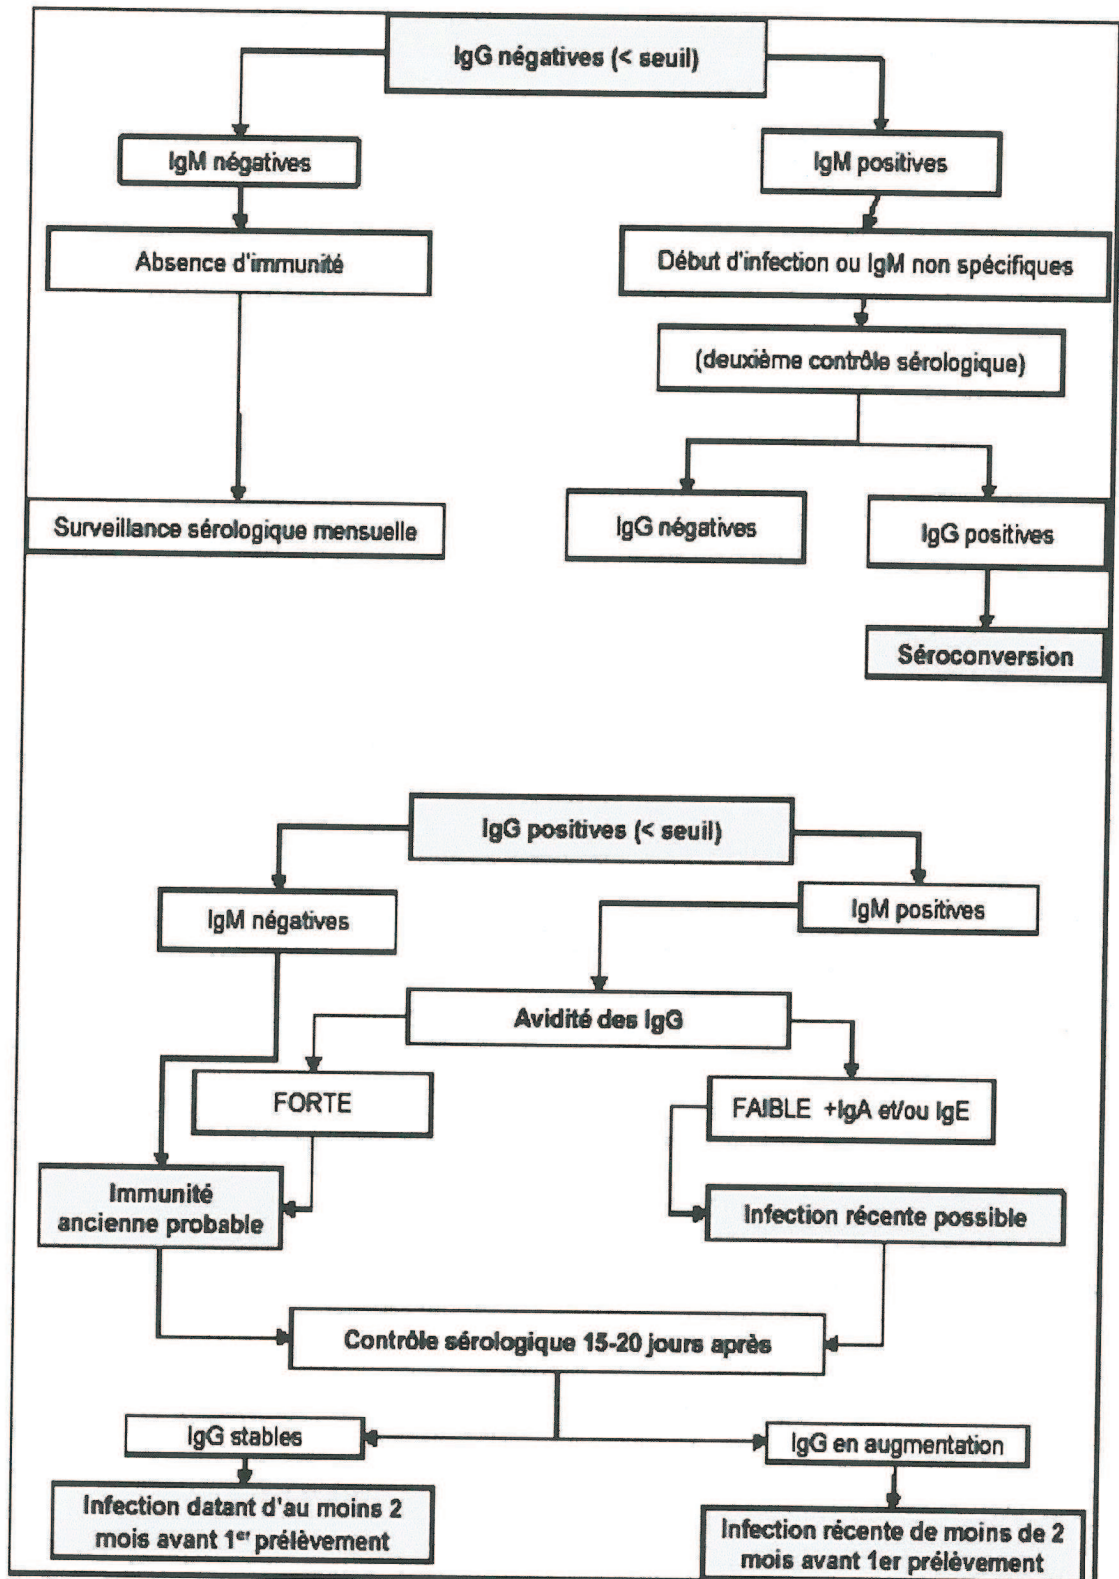 IgG négatives (< seuil)
IgM négatives
IgM positives
Absence d'immunité
Début d'infection ou IgM non spécifiques
(deuxième contrôle sérologique)
Surveillance sérologique mensuelle
IgG négatives
IgG positives
Séroconversion
IgG positives (< seuil)
IgM négatives
IgM positives
Avidité des IgG
FORTE
FAIBLE +IgA et/ou IgE
Immunité
ancienne probable
Infection récente possible
Contrôle sérologique 15-20 jours après
IgG stables
IgG en augmentation
Infection datant d'au moins 2
mois avant 1er prélèvement
Infection récente de moins de 2
mois avant 1er prélèvement